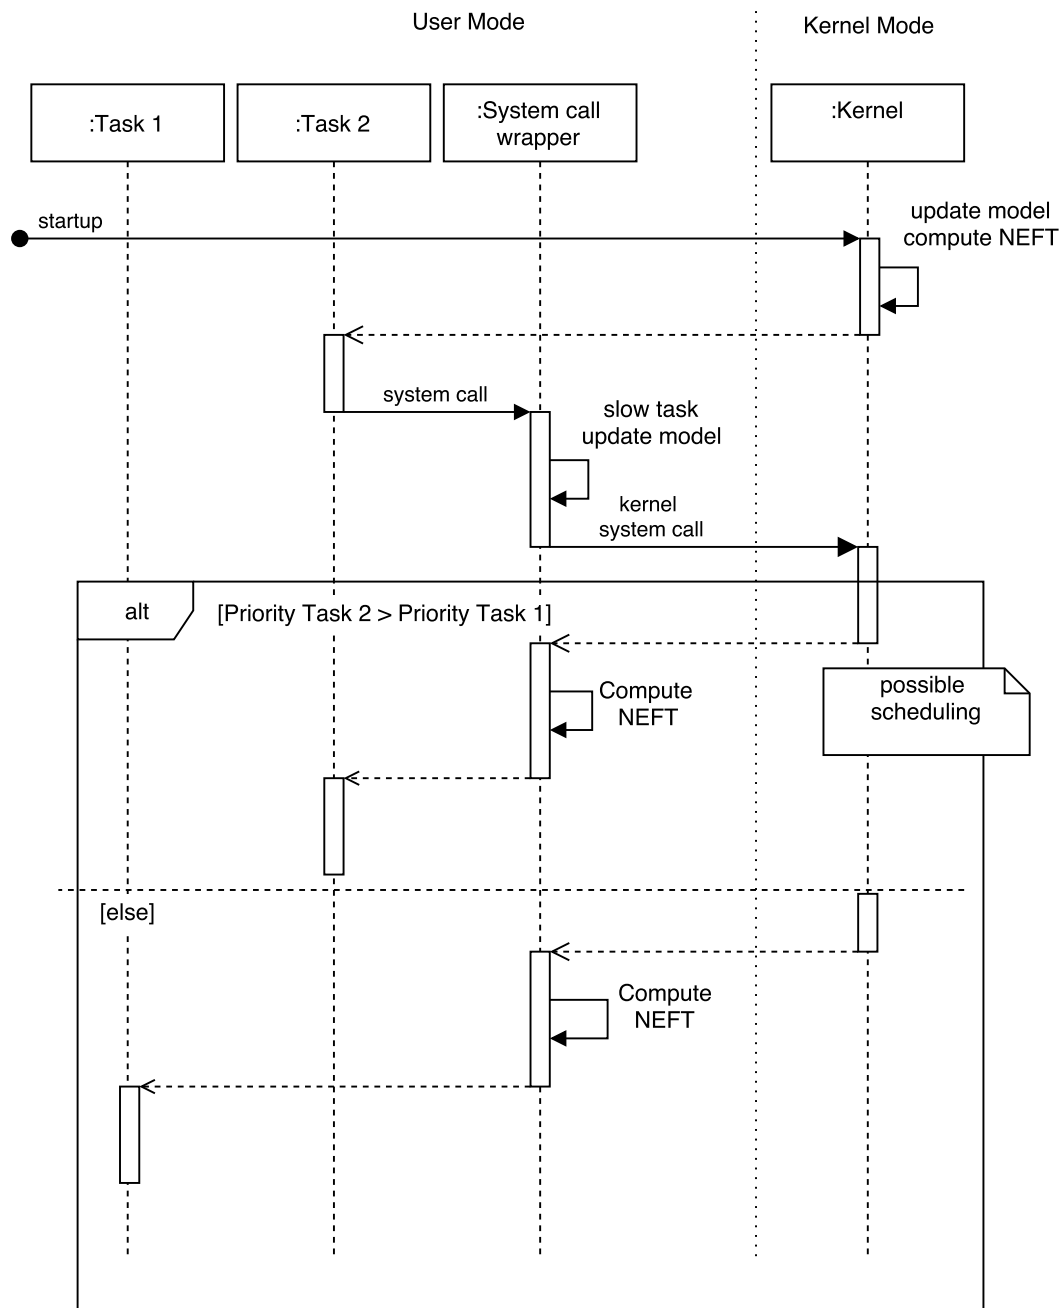 User Mode
Kernel Mode
:Task 1
:Task 2
:System call
wrapper
:Kernel
startup
update model
compute NEFT
system call
slow task
update model
kernel
system call
alt
[Priority Task 2 > Priority Task 1]
possible
scheduling
Compute
NEFT
[else]
Compute
NEFT